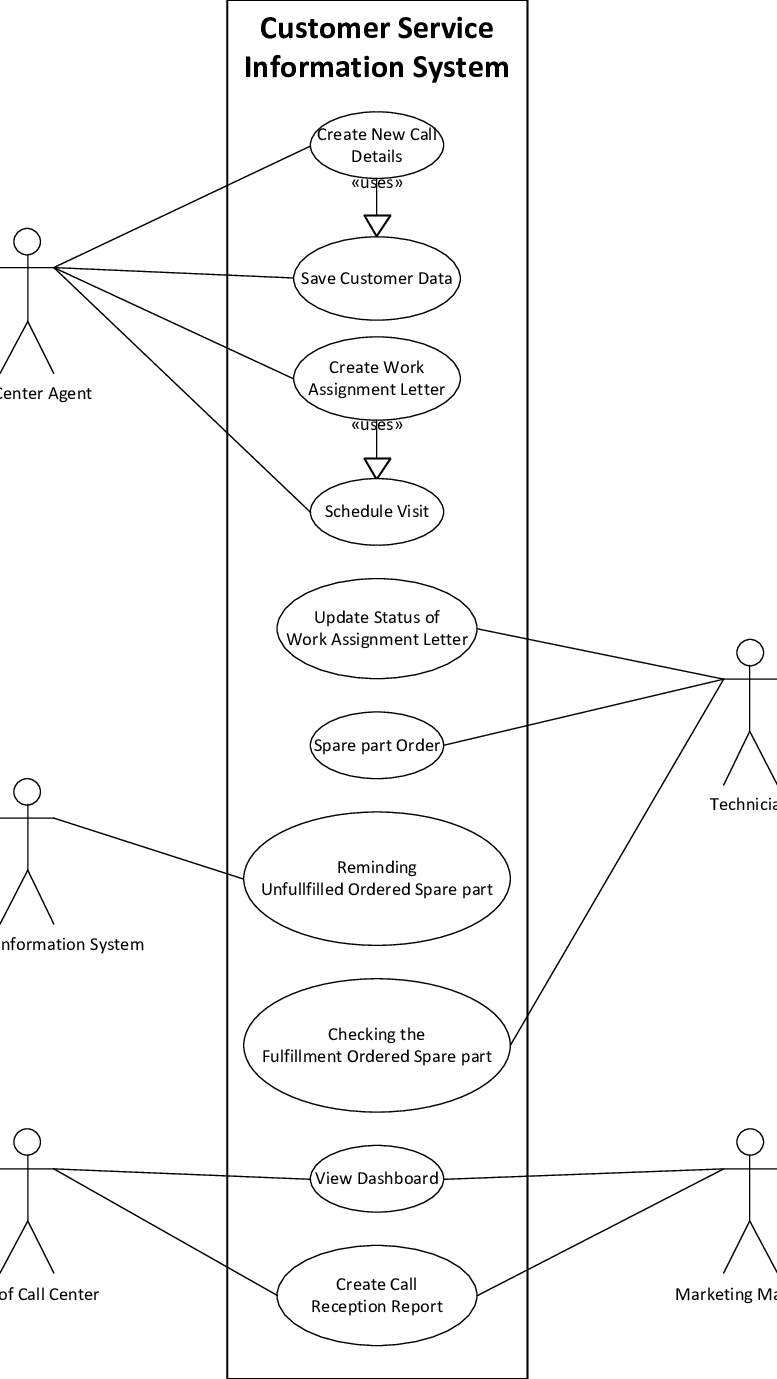 Customer Service
Information System
Create New Call
Details
«uses»
Save Customer Data
Create Work
Assignment Letter
Center Agent
«uses»
Schedule Visit
Update Status of
Work Assignment Letter
Spare part Order
Technicia
Reminding
Unfullfilled Ordered Spare part
nformation System
Checking the
Fulfillment Ordered Spare part
View Dashboard
Create Call
Reception Report
of Call Center
Marketing Ma